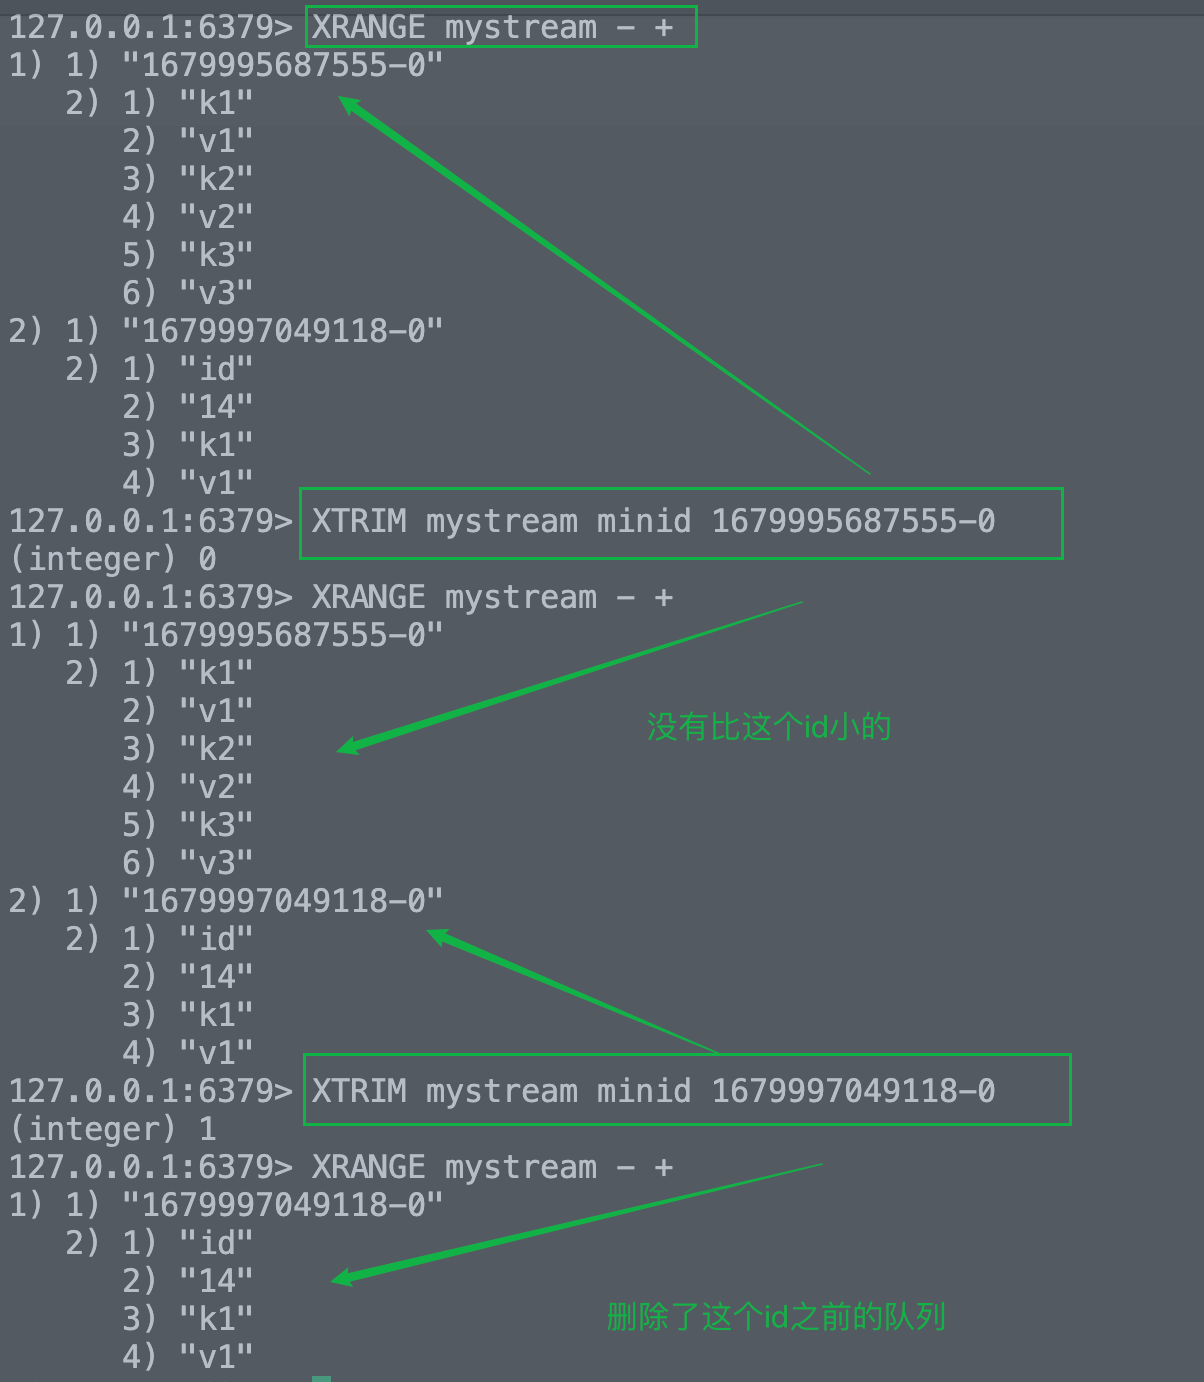 127.0.0.1:6379> XRANGE mystream - +
1) 1) "1679995687555-0"
   2) 1) "k1"
      2) "v1"
      3) "k2"
      4) "v2"
      5) "k3"
      6) "v3"
2) 1) "1679997049118-0"
   2) 1) "id"
      2) "14"
      3) "k1"
      4) "v1"
127.0.0.1:6379> XTRIM mystream minid 1679995687555-0
(integer) 0
127.0.0.1:6379> XRANGE mystream - +
1) 1) "1679995687555-0"
   2) 1) "k1"
      2) "v1"
没有比这个id小的
      3) "k2"
      4) "v2"
      5) "k3"
      6) "v3"
2) 1) "1679997049118-0"
   2) 1) "id"
      2) "14"
      3) "k1"
      4) "v1"
127.0.0.1:6379> XTRIM mystream minid 1679997049118-0
(integer) 1
127.0.0.1:6379> XRANGE mystream - +
1) 1) "1679997049118-0"
   2) 1) "id"
      2) "14"
      3) "k1"
删除了这个id之前的队列
      4) "v1"